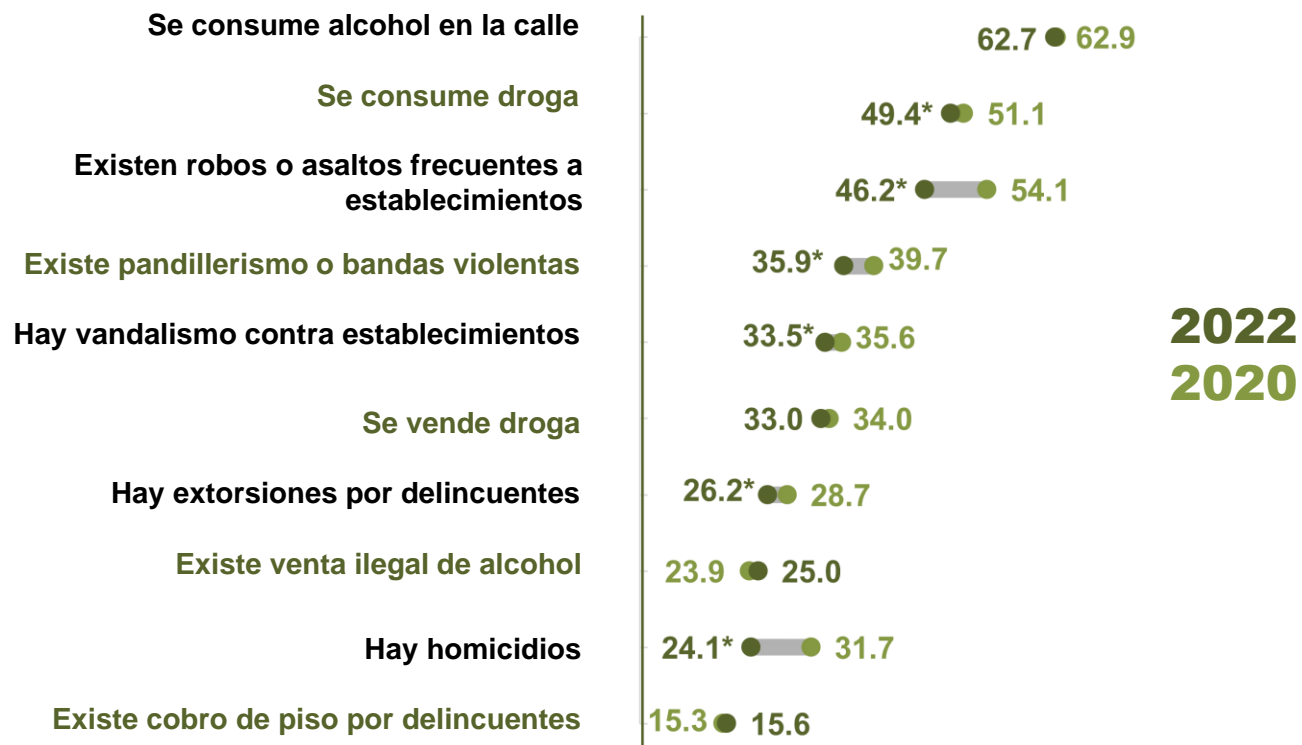 Se consume alcohol en la calle
62.7 62.9
Se consume droga
49.4* 51.1
Existen robos o asaltos frecuentes a
establecimientos
46.2* 54.1
Existe pandillerismo o bandas violentas
35.9* 39.7
Hay vandalismo contra establecimientos
33.5* 35.6
2022
2020
Se vende droga
33.0 34.0
Hay extorsiones por delincuentes
26.2* 28.7
Existe venta ilegal de alcohol
23.9 25.0
Hay homicidios
24.1* 31.7
Existe cobro de piso por delincuentes
15.3 15.6